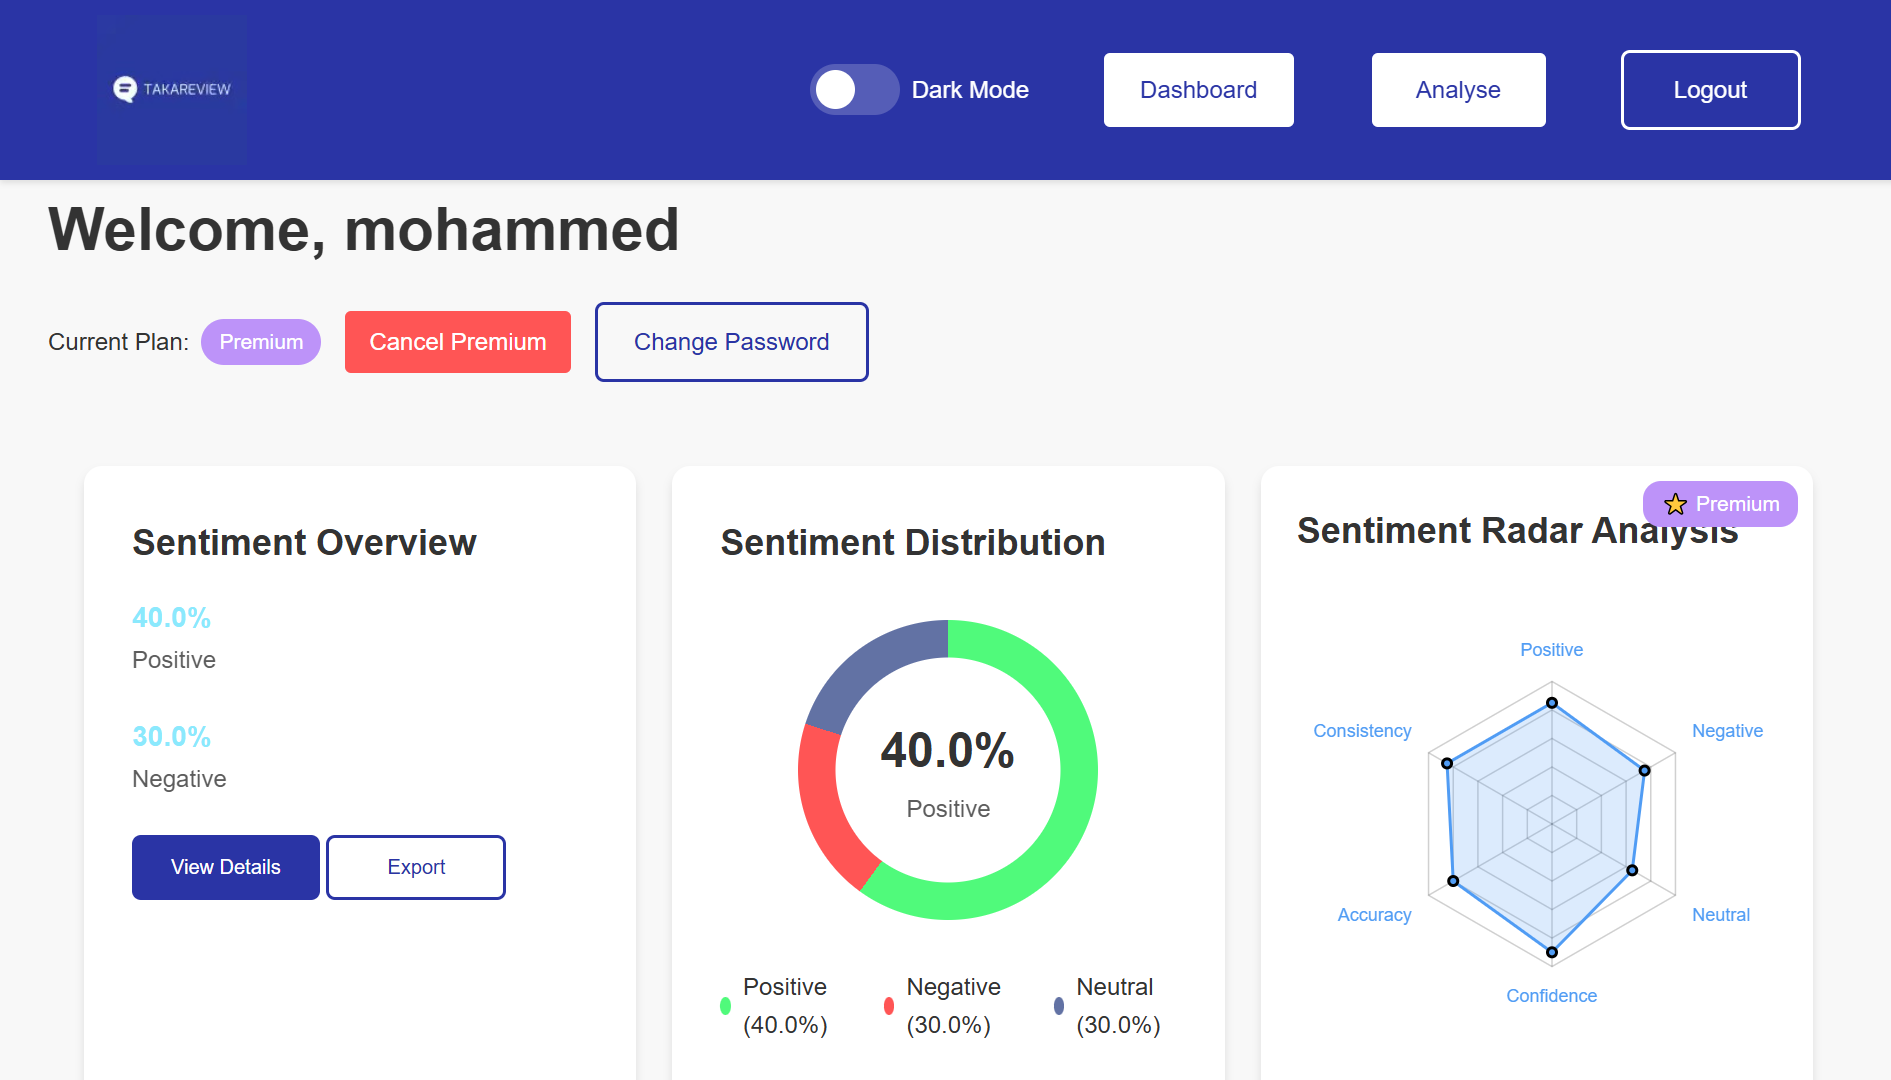 TAKAREVIEW
Dark Mode
Dashboard
Analyse
Logout
Welcome, mohammed
Current Plan:
Premium
Cancel Premium
Change Password
Sentiment Overview
40.0%
Positive
30.0%
Negative
View Details
Export
Sentiment Distribution
40.0%
Positive
Positive
(40.0%)
Negative
(30.0%)
Neutral
(30.0%)
Premium
Sentiment Radar Analysis
Positive
Consistency
Negative
Accuracy
Neutral
Confidence